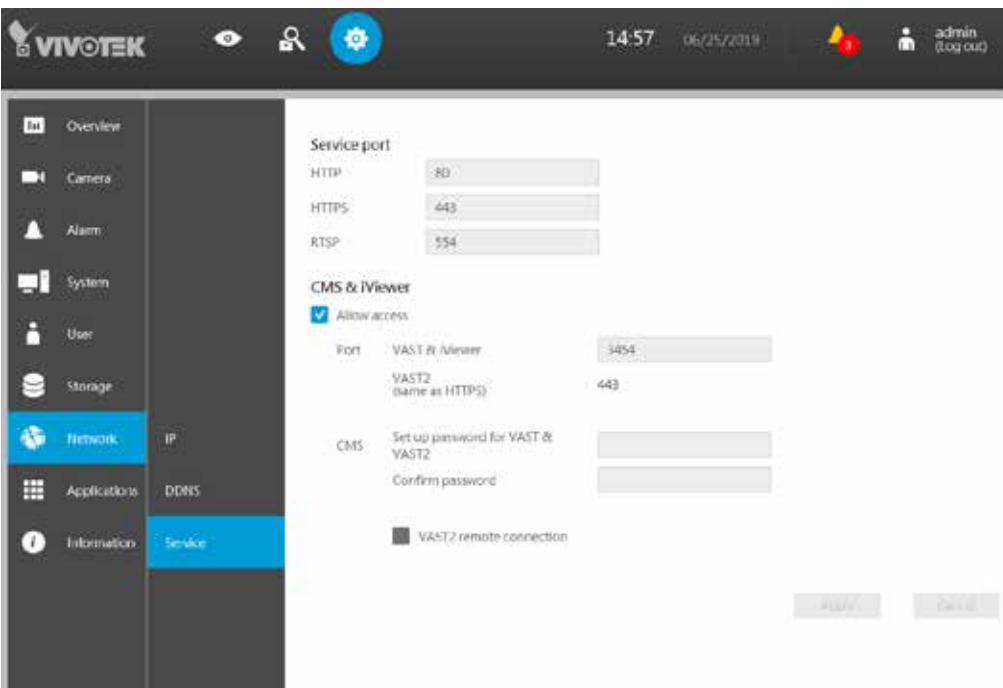 VIVOTEK
14:57 06/25/2019
3
admin
(Log out)
Overview
Camera
Alarm
System
User
Storage
Network
Applications
Information
IP
DDNS
Service
Service port
HTTP 80
HTTPS 443
RTSP 554
CMS & iViewer
Allow access
Port VAST & iViewer 3454
VAST2
(same as HTTPS) 443
CMS Set up password for VAST &
VAST2
Confirm password
VAST2 remote connection
Apply Cancel